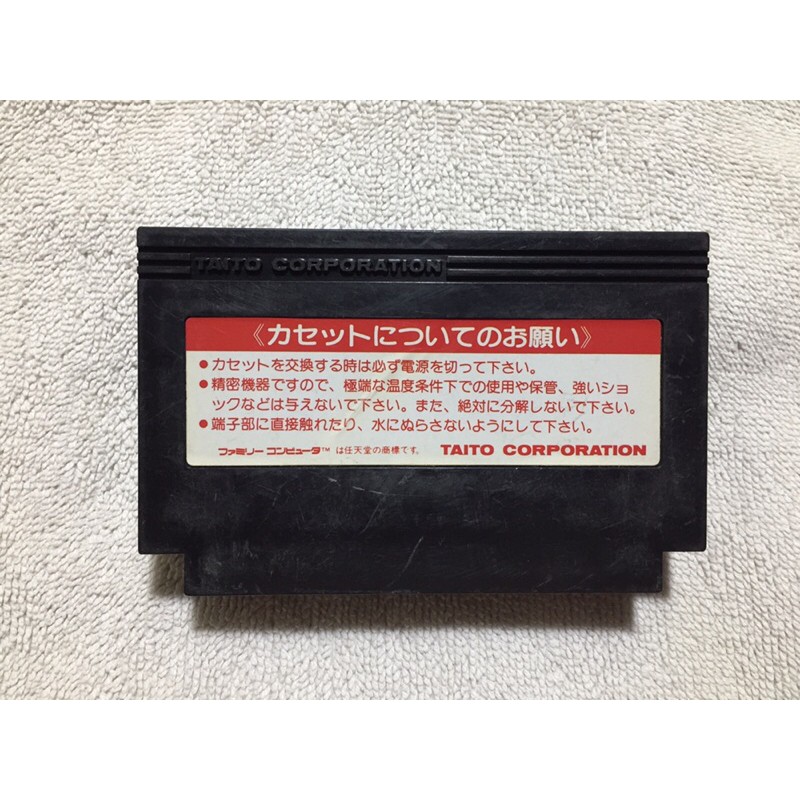 TAITO CORPORATION
《カセットについてのお願い》
●カセットを交換する時は必ず電源を切って下さい。
●精密機器ですので、極端な温度条件下での使用や保管、強いショ
ックなどは与えないで下さい。また、絶対に分解しないで下さい。
●端子部に直接触れたり、水にぬらさないようにして下さい。
ファミリーコンピュータ™ は任天堂の商標です。 TAITO CORPORATION